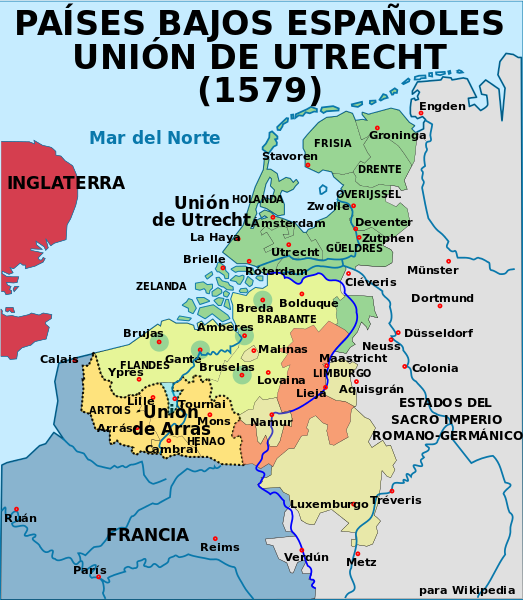 PAÍSES BAJOS ESPAÑOLES
UNIÓN DE UTRECHT
(1579)
Engden
Mar del Norte
Groninga
FRISIA
Stavoren
DRENTE
INGLATERRA
OVERIJSSEL
HOLANDA
Unión
de Utrecht
Zwolle
Amsterdam
Deventer
La Haya
Zutphen
Utrecht
GÜELDRES
Brielle
Roterdam
Münster
Cléveris
ZELANDA
Dortmund
Bolduque
Breda
BRABANTE
Amberes
Brujas
Düsseldorf
Neuss
Malinas
Calais
Gante
Maastricht
FLANDES
Bruselas
Colonia
Ypres
LIMBURGO
Lovaina
Aquisgrán
Lieja
Lille
Tournai
ARTOIS
Unión
de Arras
ESTADOS DEL
SACRO IMPERIO
ROMANO-GERMÁNICO
Mons
Namur
Arrás
HENAO
Cambrai
Luxemburgo
Tréveris
Ruán
FRANCIA
Reims
Verdún
Metz
París
para Wikipedia